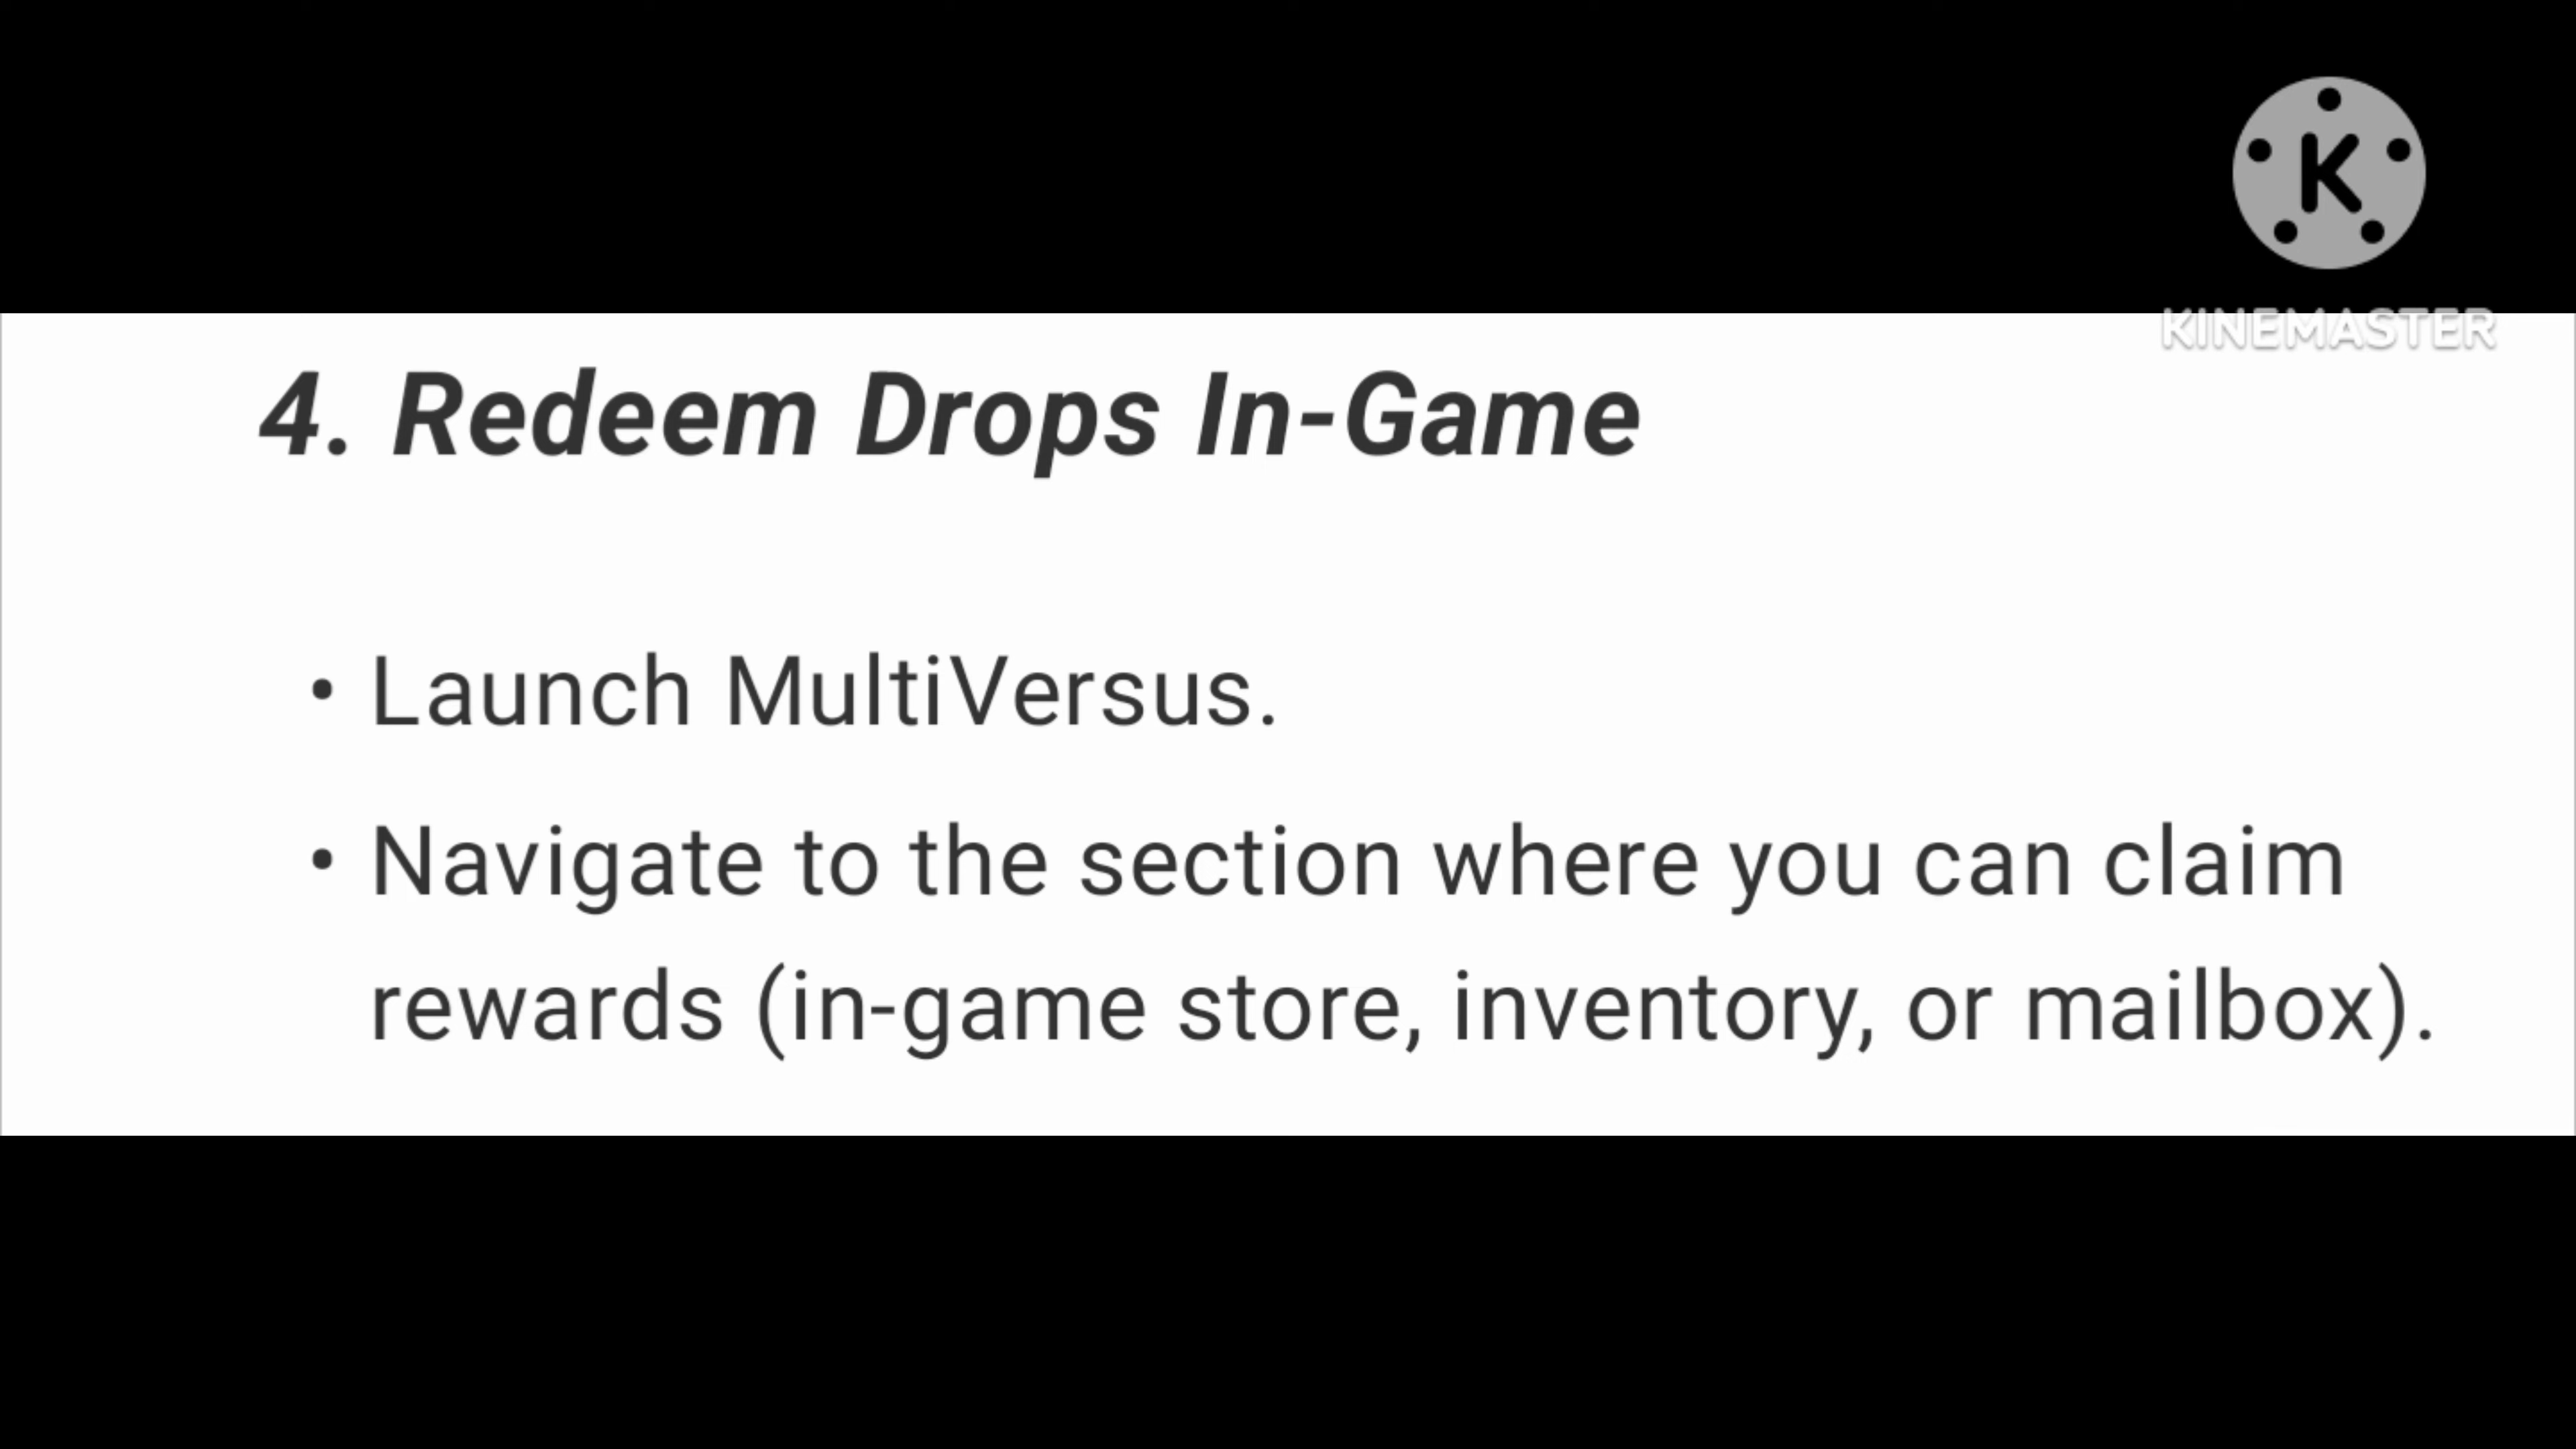 K
KINEMASTER
4. Redeem Drops In-Game
• Launch MultiVersus.
• Navigate to the section where you can claim
rewards (in-game store, inventory, or mailbox).